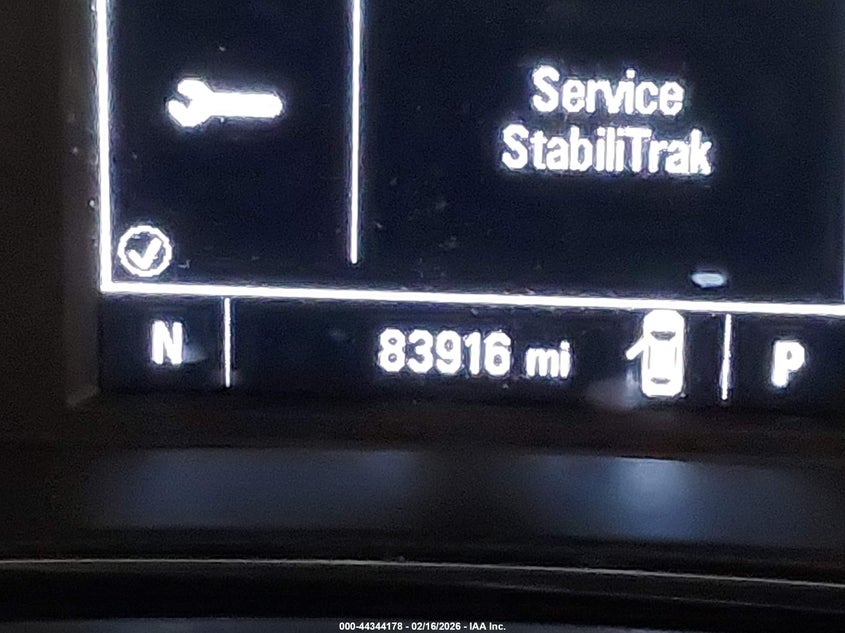 Service
StabiliTrak
N 83916 mi P
000-44344178 - 02/16/2026 - IAA Inc.